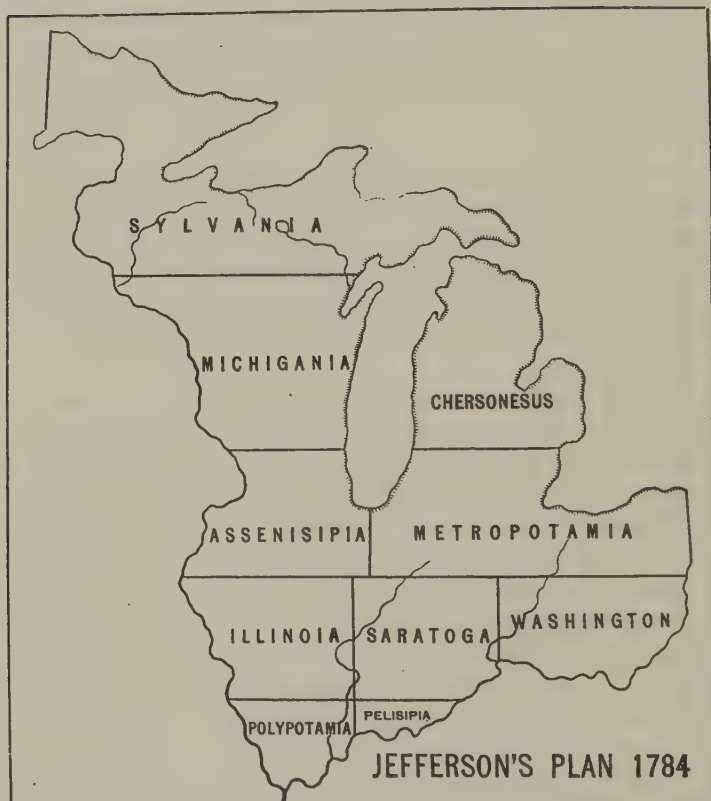 SYLVANIA
MICHIGANIA
CHERSONESUS
ASSENISIPIA
METROPOTAMIA
ILLINOIA
SARATOGA
WASHINGTON
POLYPOTAMIA
PELISIPIA
JEFFERSON'S PLAN 1784